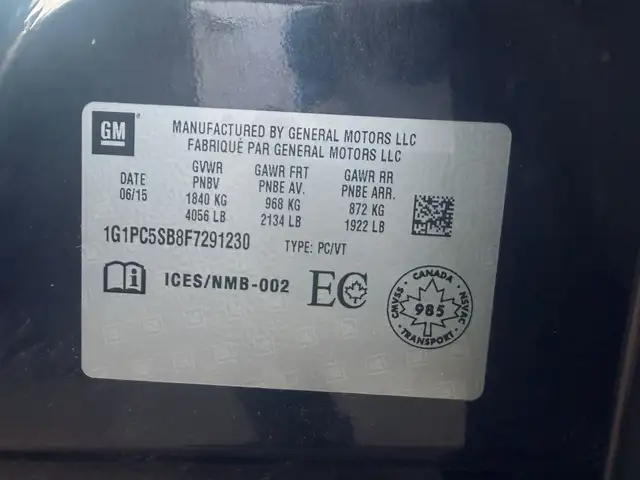 GM
MANUFACTURED BY GENERAL MOTORS LLC
FABRIQUÉ PAR GENERAL MOTORS LLC
DATE
06/15
GVWR
PNBV
1840 KG
4056 LB
GAWR FRT
PNBE AV.
968 KG
2134 LB
GAWR RR
PNBE ARR.
872 KG
1922 LB
1G1PC5SB8F7291230 TYPE: PC/VT
ICES/NMB-002 EC
CANADA
CMVSS 985 NSVAC
TRANSPORT